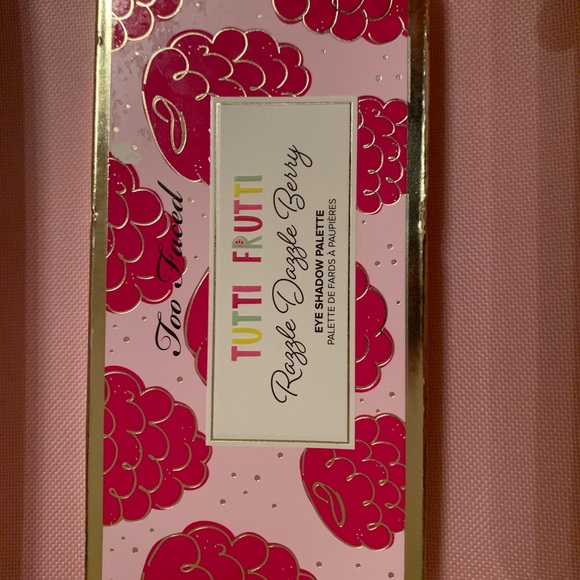 Too Faced
TUTTI FRUTTI
Razzle Dazzle Berry
EYE SHADOW PALETTE
PALETTE DE FARDS À PAUPIÈRES